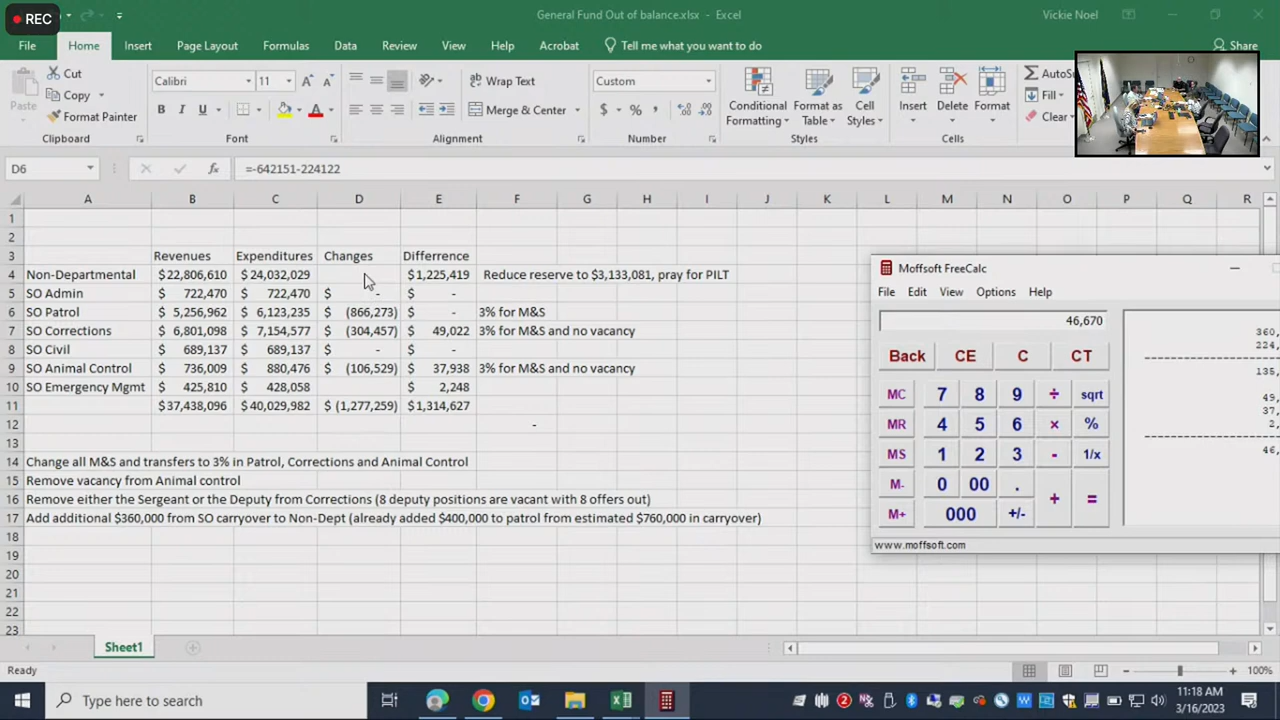 REC
General Fund Out of balance.xlsx - Excel
Vickie Noel
File Home Insert Page Layout Formulas Data Review View Help Acrobat Tell me what you want to do Share
Cut
Copy
Format Painter
Paste
Clipboard
Calibri 11
B I U
Font
Wrap Text
Merge & Center
Alignment
Custom
$ % ,
Number
Conditional Formatting
Format as Table
Cell Styles
Styles
Insert Delete Format
Cells
AutoSu
Fill
Clear
D6 fx =-642151-224122
A B C D E F G H I J K L M N O P Q R
1
2
3 Revenues Expenditures Changes Differrence
4 Non-Departmental $22,806,610 $24,032,029 $1,225,419 Reduce reserve to $3,133,081, pray for PILT
5 SO Admin $ 722,470 $ 722,470 $ - $ -
6 SO Patrol $ 5,256,962 $ 6,123,235 $ (866,273) $ - 3% for M&S
7 SO Corrections $ 6,801,098 $ 7,154,577 $ (304,457) $ 49,022 3% for M&S and no vacancy
8 SO Civil $ 689,137 $ 689,137 $ - $ -
9 SO Animal Control $ 736,009 $ 880,476 $ (106,529) $ 37,938 3% for M&S and no vacancy
10 SO Emergency Mgmt $ 425,810 $ 428,058 $ 2,248
11 $37,438,096 $40,029,982 $ (1,277,259) $1,314,627
12 -
13
14 Change all M&S and transfers to 3% in Patrol, Corrections and Animal Control
15 Remove vacancy from Animal control
16 Remove either the Sergeant or the Deputy from Corrections (8 deputy positions are vacant with 8 offers out)
17 Add additional $360,000 from SO carryover to Non-Dept (already added $400,000 to patrol from estimated $760,000 in carryover)
18
19
20
21
22
23
Moffsoft FreeCalc
File Edit View Options Help
46,670
Back CE C CT
MC 7 8 9 ÷ sqrt
MR 4 5 6 × %
MS 1 2 3 - 1/x
M- 0 00 . + =
M+ 000 +/-
www.moffsoft.com
360,
224,
135,
49,
37,
2,
46,
Sheet1
Ready
100%
Type here to search
11:18 AM
3/16/2023